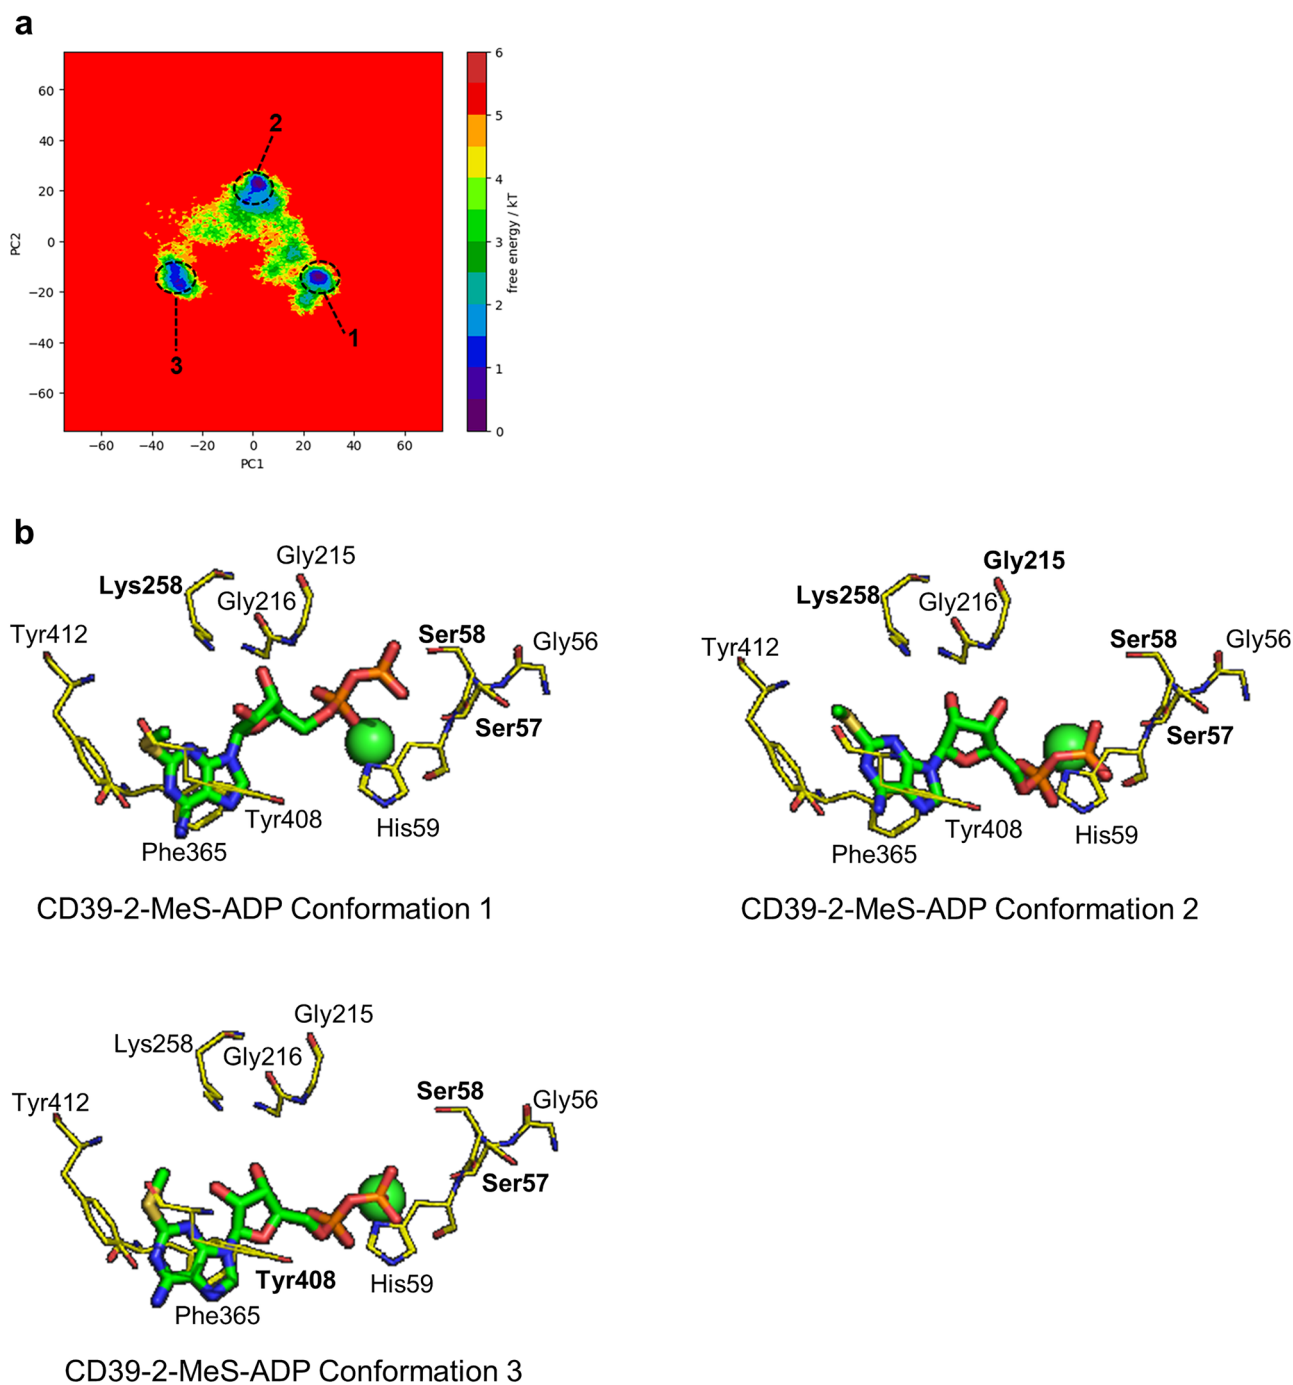 a
60
40
20
0
−20
−40
−60
PC2
−60 −40 −20 0 20 40 60
PC1
2
1
3
6
5
4
3
2
1
0
free energy / kT
b
Gly215
Lys258
Gly216
Tyr412
Ser58
Gly56
Ser57
Tyr408
His59
Phe365
CD39-2-MeS-ADP Conformation 1
Gly215
Lys258
Gly216
Tyr412
Ser58
Gly56
Ser57
Tyr408
His59
Phe365
CD39-2-MeS-ADP Conformation 2
Gly215
Lys258
Gly216
Tyr412
Ser58
Gly56
Ser57
Tyr408
His59
Phe365
CD39-2-MeS-ADP Conformation 3